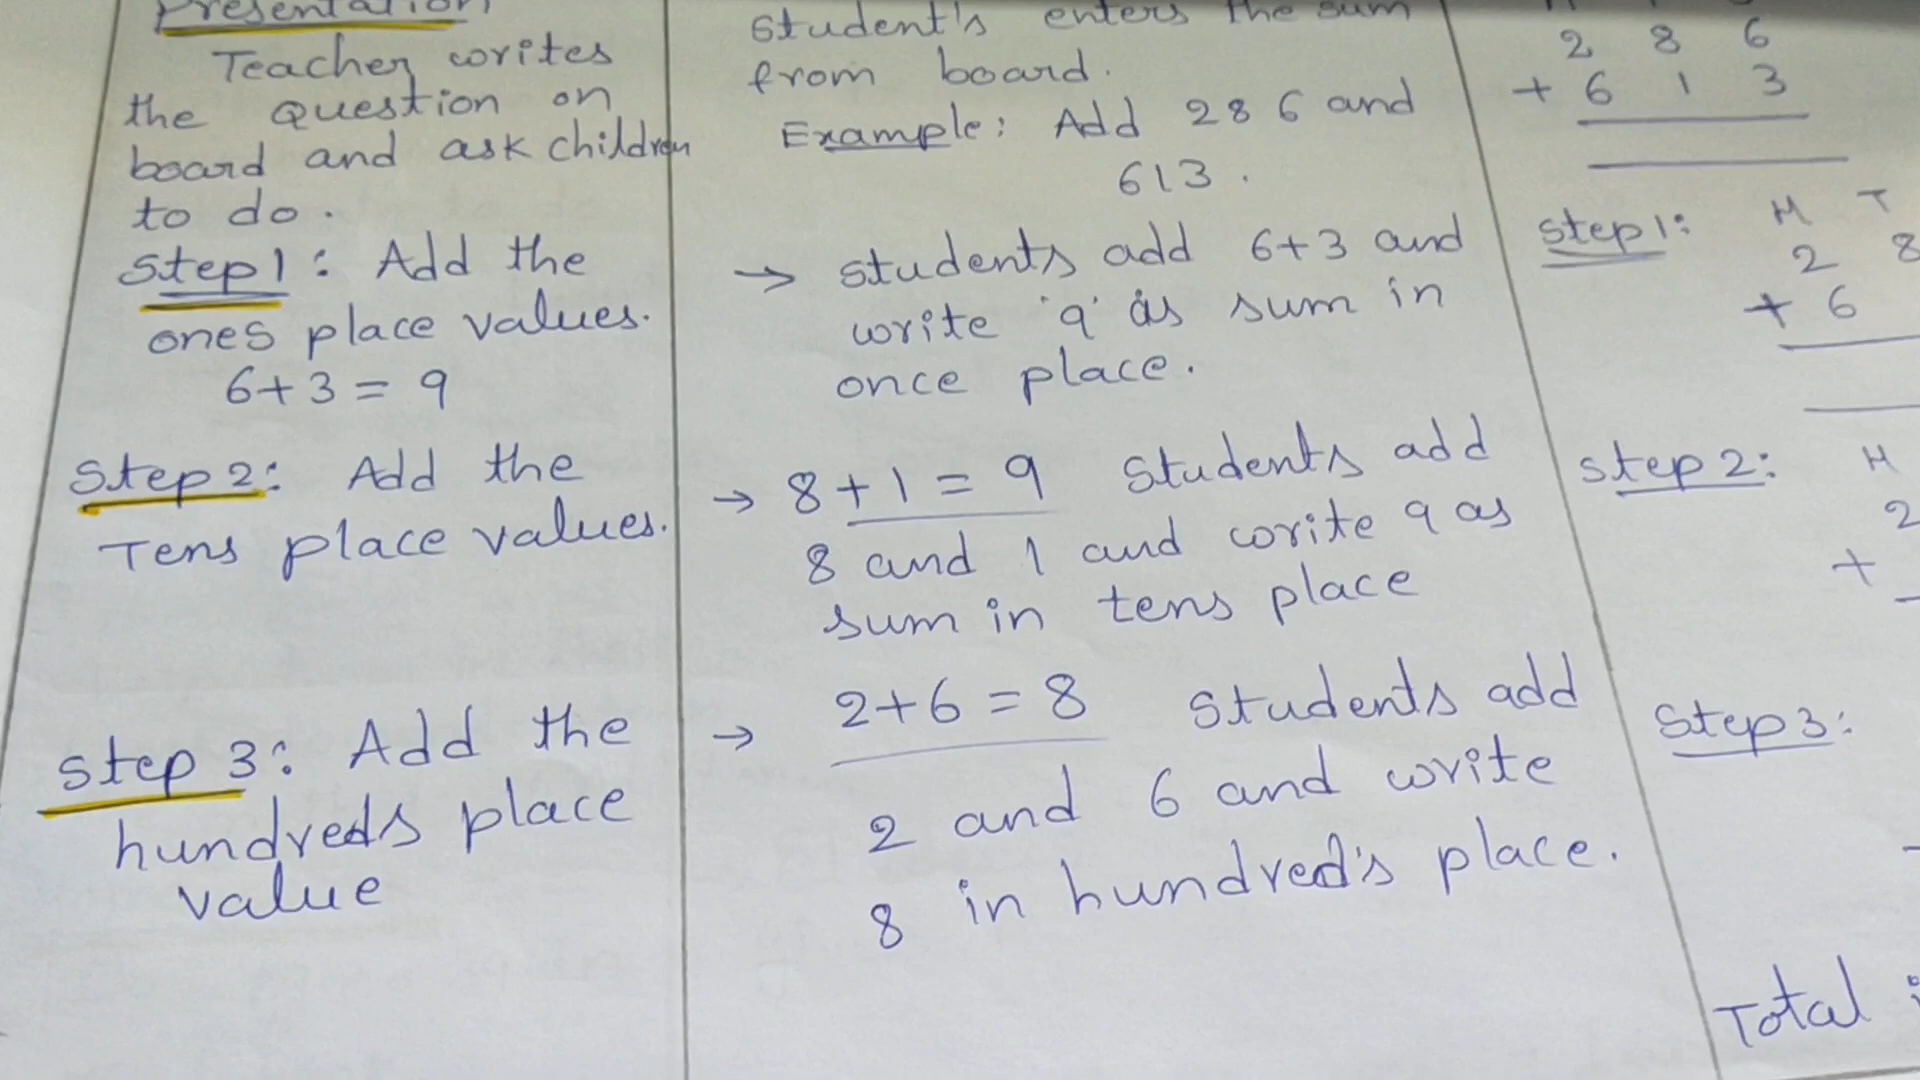 Presentation
Teacher writes
the Question on
board and ask children
to do.
Step 1: Add the
ones place values.
6+3 = 9
Step 2: Add the
Tens place values.
Step 3: Add the
hundreds place
value
Student's enters the sum
from board.
Example: Add 286 and
613.
→ Students add 6+3 and
write '9' as sum in
once place.
→ 8+1 = 9 Students add
8 and 1 and write 9 as
sum in tens place
→ 2+6 = 8 Students add
2 and 6 and write
8 in hundred's place.
2 8 6
+ 6 1 3
Step 1: H T
2 8
+ 6
Step 2: H
2
+
Step 3:
Total